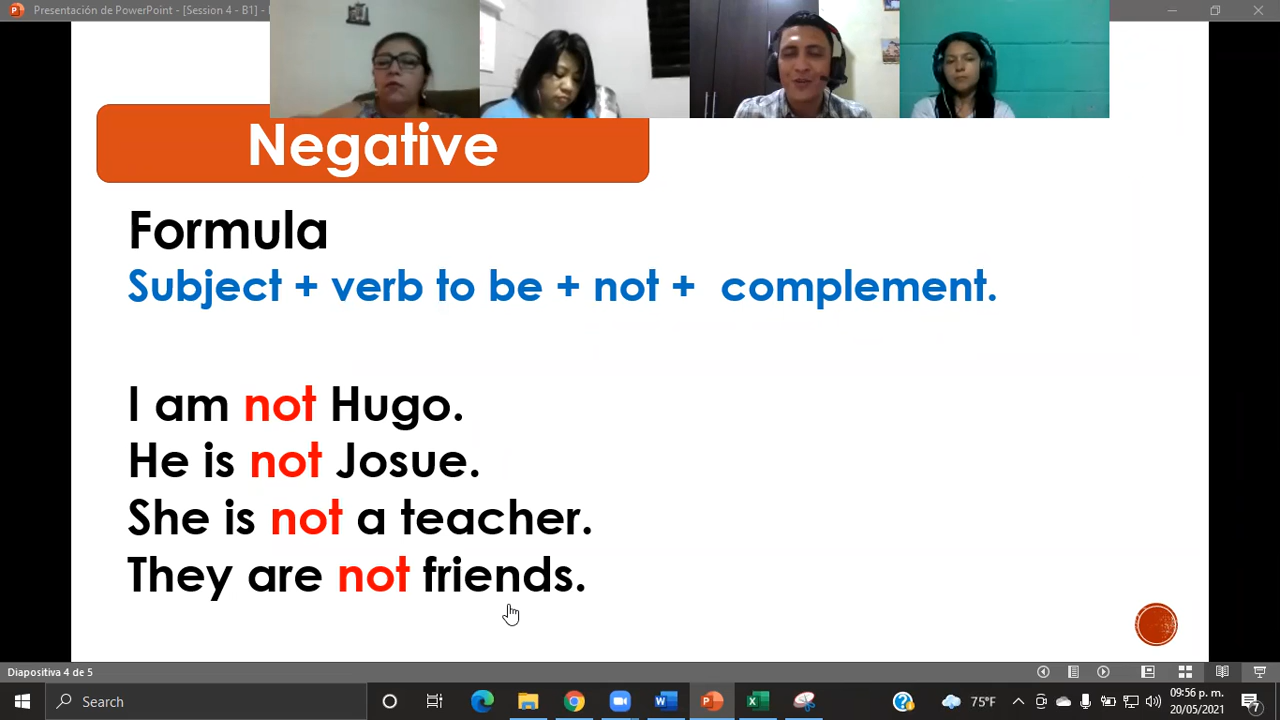 Presentación de PowerPoint - [Session 4 - B1] -
Negative
Formula
Subject + verb to be + not + complement.
I am not Hugo.
He is not Josue.
She is not a teacher.
They are not friends.
Diapositiva 4 de 5
Search
75°F
09:56 p. m.
20/05/2021
7